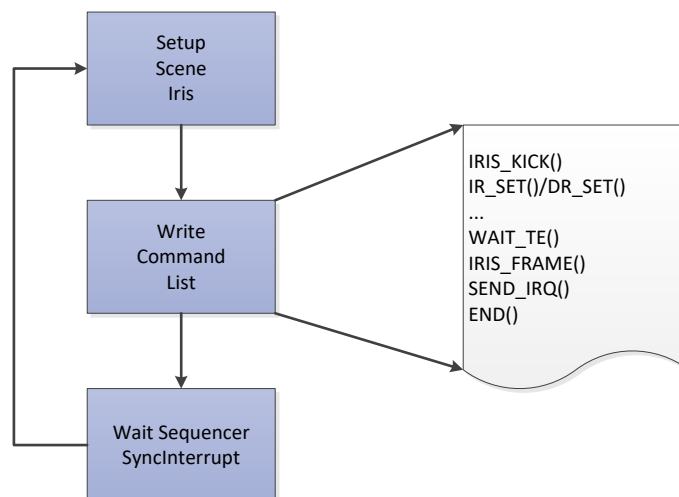 Setup
Scene
Iris
Write
Command
List
Wait Sequencer
SyncInterrupt
IRIS_KICK()
IR_SET()/DR_SET()
...
WAIT_TE()
IRIS_FRAME()
SEND_IRQ()
END()